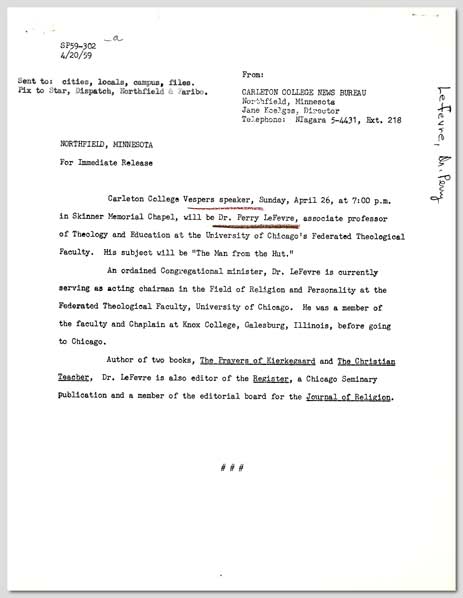 SP59-302 -a
4/20/59
Sent to: cities, locals, campus, files.
Pix to Star, Dispatch, Northfield & Faribo.
From:
CARLETON COLLEGE NEWS BUREAU
Northfield, Minnesota
Jane Director
Telephone: NIagara 5-4431, Ext. 218
LeFevre, Dr. Perry
NORTHFIELD, MINNESOTA
For Immediate Release
Carleton College Vespers speaker, Sunday, April 26, at 7:00 p.m.
in Skinner Memorial Chapel, will be Dr. Perry LeFevre, associate professor
of Theology and Education at the University of Chicago's Federated Theological
Faculty. His subject will be "The Man from the Hut."
An ordained Congregational minister, Dr. LeFevre is currently
serving as acting chairman in the Field of Religion and Personality at the
Federated Theological Faculty, University of Chicago. He was a member of
the faculty and Chaplain at Knox College, Galesburg, Illinois, before going
to Chicago.
Author of two books, The Prayers of Kierkegaard and The Christian
Teacher, Dr. LeFevre is also editor of the Register, a Chicago Seminary
publication and a member of the editorial board for the Journal of Religion.
# # #